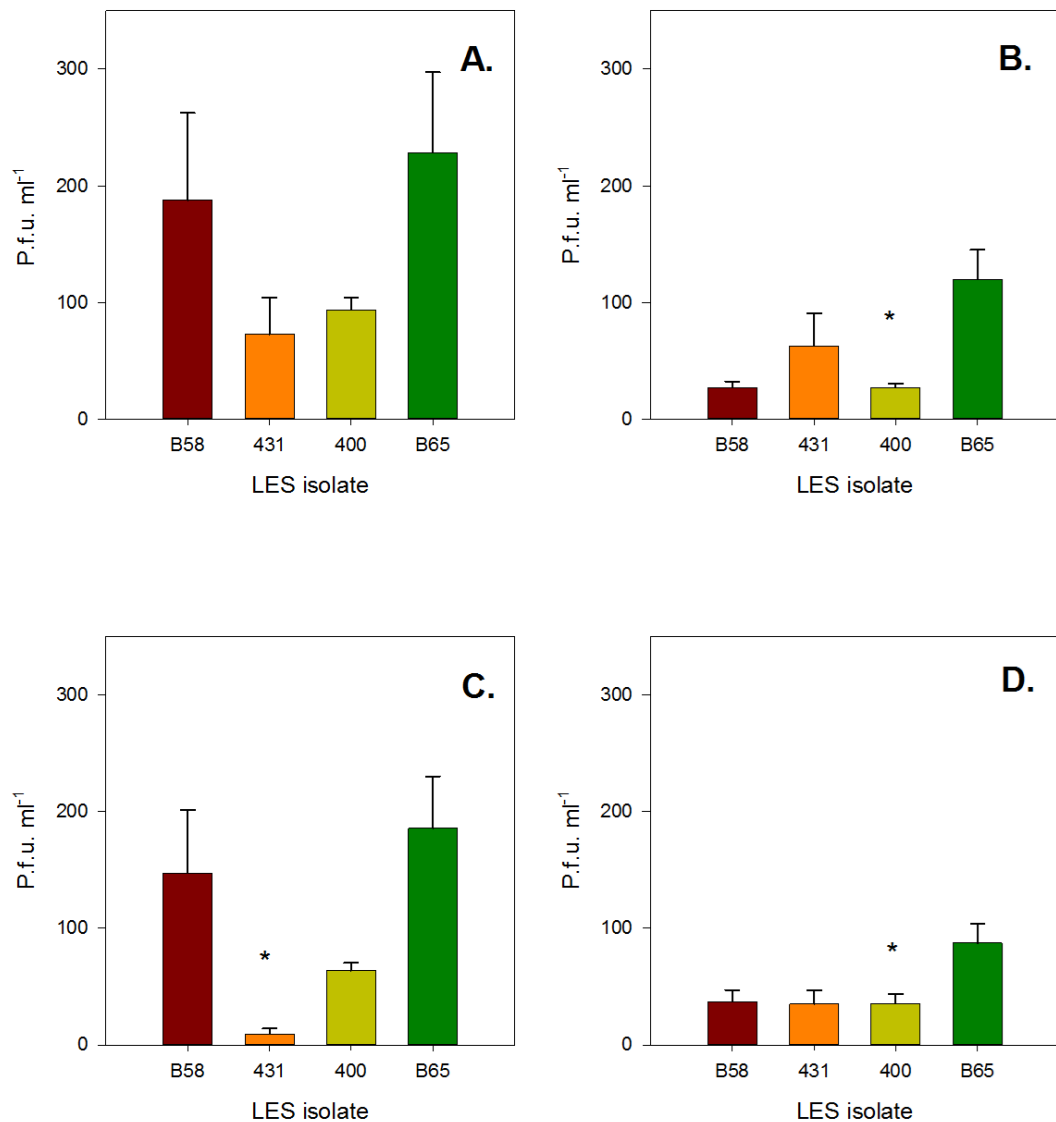 A.
300
200
100
0
P.f.u. ml⁻¹
B58 431 400 B65
LES isolate
B.
300
200
100
0
P.f.u. ml⁻¹
*
B58 431 400 B65
LES isolate
C.
300
200
100
0
P.f.u. ml⁻¹
*
B58 431 400 B65
LES isolate
D.
300
200
100
0
P.f.u. ml⁻¹
*
B58 431 400 B65
LES isolate